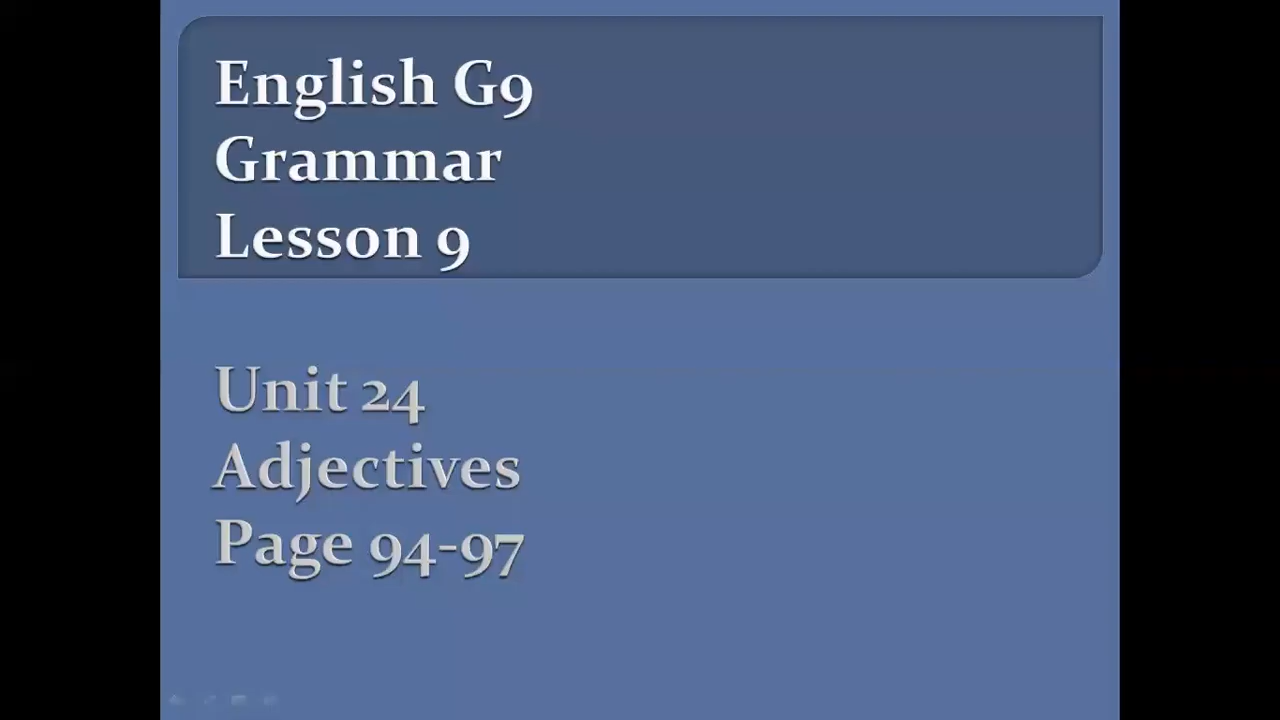 English G9
Grammar
Lesson 9
Unit 24
Adjectives
Page 94-97